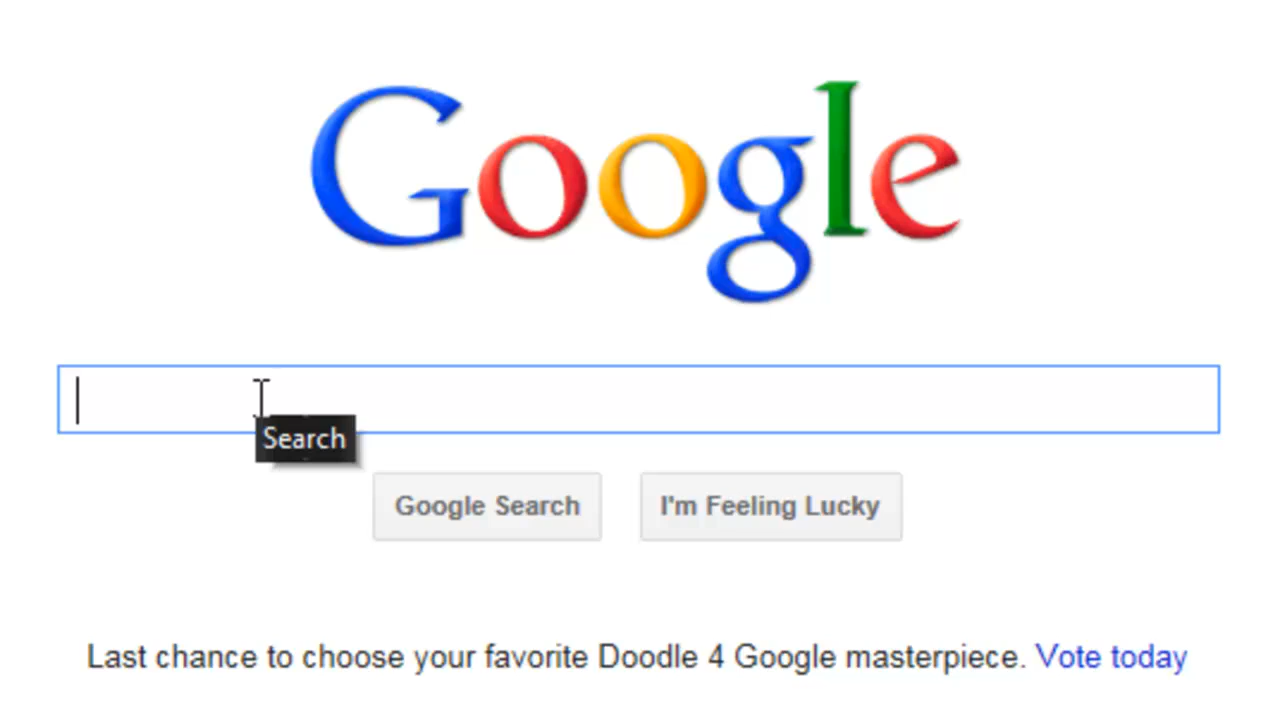 Google
Search
Google Search
I'm Feeling Lucky
Last chance to choose your favorite Doodle 4 Google masterpiece. Vote today